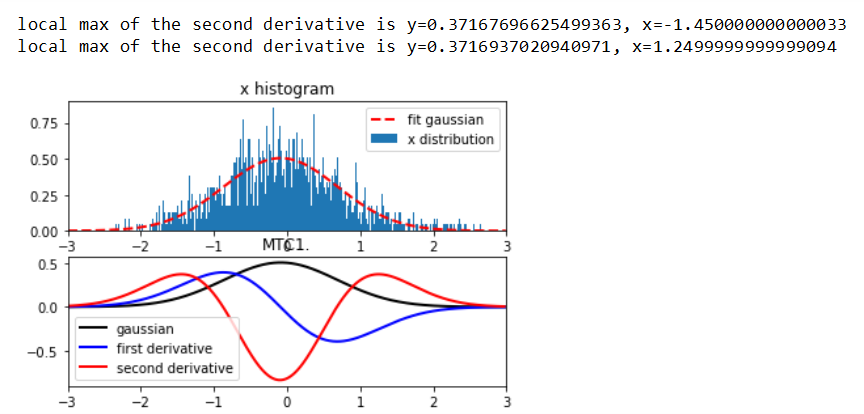 local max of the second derivative is y=0.37167696625499363, x=-1.450000000000033
local max of the second derivative is y=0.3716937020940971, x=1.2499999999999094
x histogram
fit gaussian
x distribution
0.75
0.50
0.25
0.00
−3 −2 −1 0 1 2 3
MTC1.
0.5
0.0
−0.5
gaussian
first derivative
second derivative
−3 −2 −1 0 1 2 3